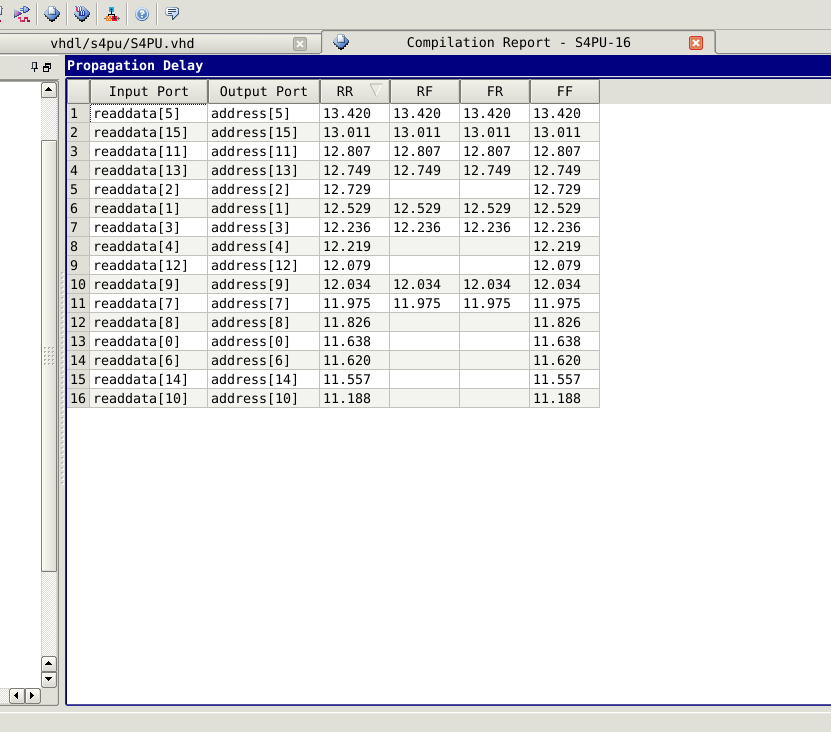 vhdl/s4pu/S4PU.vhd
Compilation Report - S4PU-16
Propagation Delay
Input Port Output Port RR RF FR FF
1 readdata[5] address[5] 13.420 13.420 13.420 13.420
2 readdata[15] address[15] 13.011 13.011 13.011 13.011
3 readdata[11] address[11] 12.807 12.807 12.807 12.807
4 readdata[13] address[13] 12.749 12.749 12.749 12.749
5 readdata[2] address[2] 12.729 12.729
6 readdata[1] address[1] 12.529 12.529 12.529 12.529
7 readdata[3] address[3] 12.236 12.236 12.236 12.236
8 readdata[4] address[4] 12.219 12.219
9 readdata[12] address[12] 12.079 12.079
10 readdata[9] address[9] 12.034 12.034 12.034 12.034
11 readdata[7] address[7] 11.975 11.975 11.975 11.975
12 readdata[8] address[8] 11.826 11.826
13 readdata[0] address[0] 11.638 11.638
14 readdata[6] address[6] 11.620 11.620
15 readdata[14] address[14] 11.557 11.557
16 readdata[10] address[10] 11.188 11.188